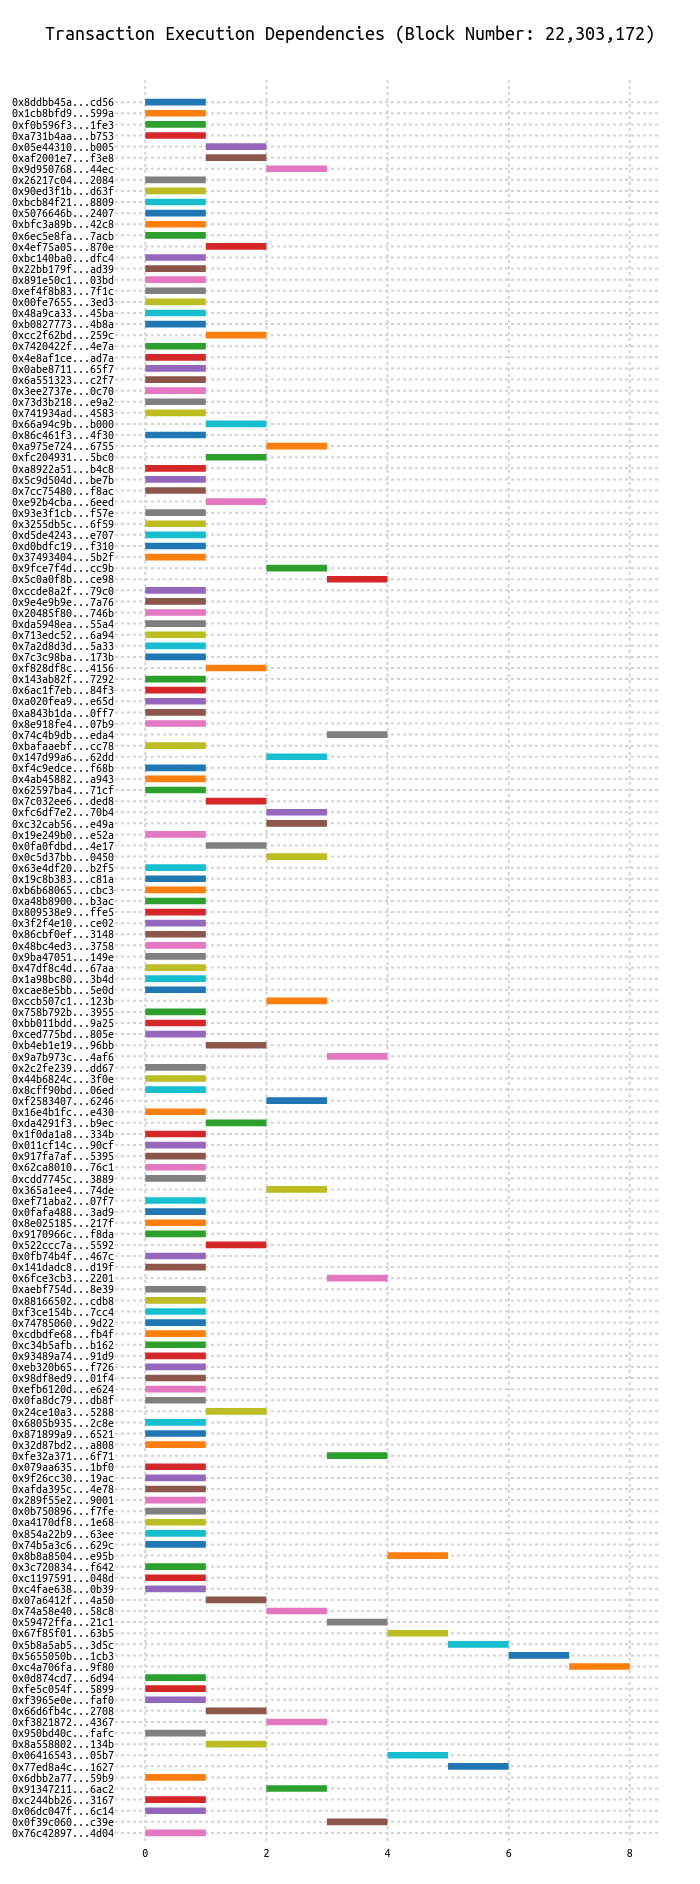 Transaction Execution Dependencies (Block Number: 22,303,172)
0x8ddbb45a...cd56
0x1cb8bfd9...599a
0xf0b596f3...1fe3
0xa731b4aa...b753
0x05e44310...b005
0xaf2001e7...f3e8
0x9d950768...44ec
0x26217c04...2084
0x90ed3f1b...d63f
0xbcb84f21...8809
0x5076646b...2407
0xbfc3a89b...42c8
0x6ec5e8fa...7acb
0x4ef75a05...870e
0xbc140ba0...dfc4
0x22bb179f...ad39
0x891e50c1...03bd
0xef4f8b83...7f1c
0x00fe7655...3ed3
0x48a9ca33...45ba
0xb0827773...4b8a
0xcc2f62bd...259c
0x7420422f...4e7a
0x4e8af1ce...ad7a
0x0abe8711...65f7
0x6a551323...c2f7
0x3ee2737e...0c70
0x73d3b218...e9a2
0x741934ad...4583
0x66a94c9b...b000
0x86c461f3...4f30
0xa975e724...6755
0xfc204931...5bc0
0xa8922a51...b4c8
0x5c9d504d...be7b
0x7cc75480...f8ac
0xe92b4cba...6eed
0x93e3f1cb...f57e
0x3255db5c...6f59
0xd5de4243...e707
0xd0bdfc19...f310
0x37493404...5b2f
0x9fce7f4d...cc9b
0x5c0a0f8b...ce98
0xccde8a2f...79c0
0x9e4e9b9e...7a76
0x20485f80...746b
0xda5948ea...55a4
0x713edc52...6a94
0x7a2d8d3d...5a33
0x7c3c98ba...173b
0xf828df8c...4156
0x143ab82f...7292
0x6ac1f7eb...84f3
0xa020fea9...e65d
0xa843b1da...0ff7
0x8e918fe4...07b9
0x74c4b9db...eda4
0xbafaaebf...cc78
0x147d99a6...62dd
0xf4c9edce...f68b
0x4ab45882...a943
0x62597ba4...71cf
0x7c032ee6...ded8
0xfc6df7e2...70b4
0xc32cab56...e49a
0x19e249b0...e52a
0x0fa0fdbd...4e17
0x0c5d37bb...0450
0x63e4df20...b2f5
0x19c8b383...c81a
0xb6b68065...cbc3
0xa48b8900...b3ac
0x809538e9...ffe5
0x3f2f4e10...ce02
0x86cbf0ef...3148
0x48bc4ed3...3758
0x9ba47051...149e
0x47df8c4d...67aa
0x1a98bc80...3b4d
0xcae8e5bb...5e0d
0xccb507c1...123b
0x758b792b...3955
0xbb011bdd...9a25
0xced775bd...805e
0xb4eb1e19...96bb
0x9a7b973c...4af6
0x2c2fe239...dd67
0x44b6824c...3f0e
0x8cff90bd...06ed
0xf2583407...6246
0x16e4b1fc...e430
0xda4291f3...b9ec
0x1f0da1a8...334b
0x011cf14c...90cf
0x917fa7af...5395
0x62ca8010...76c1
0xcdd7745c...3889
0x365a1ee4...74de
0xef71aba2...07f7
0x0fafa488...3ad9
0x8e025185...217f
0x9170966c...f8da
0x522ccc7a...5592
0x0fb74b4f...467c
0x141dadc8...d19f
0x6fce3cb3...2201
0xaebf754d...8e39
0x88166502...cdb8
0xf3ce154b...7cc4
0x74785060...9d22
0xcdbdfe68...fb4f
0xc34b5afb...b162
0x93489a74...91d9
0xeb320b65...f726
0x98df8ed9...01f4
0xefb6120d...e624
0x0fa8dc79...db8f
0x24ce10a3...5288
0x6805b935...2c8e
0x871899a9...6521
0x32d87bd2...a808
0xfe32a371...6f71
0x079aa635...1bf0
0x9f26cc30...19ac
0xafda395c...4e78
0x289f55e2...9001
0x0b750896...f7fe
0xa4170df8...1e68
0x854a22b9...63ee
0x74b5a3c6...629c
0x8b8a8504...e95b
0x3c720834...f642
0xc1197591...048d
0xc4fae638...0b39
0x07a6412f...4a50
0x74a58e40...58c8
0x59472ffa...21c1
0x67f85f01...63b5
0x5b8a5ab5...3d5c
0x5655050b...1cb3
0xc4a706fa...9f80
0x0d874cd7...6d94
0xfe5c054f...5899
0xf3965e0e...faf0
0x66d6fb4c...2708
0xf3821872...4367
0x950bd40c...fafc
0x8a558802...134b
0x06416543...05b7
0x77ed8a4c...1627
0x6dbb2a77...59b9
0x91347211...6ac2
0xc244bb26...3167
0x06dc047f...6c14
0x0f39c060...c39e
0x76c42897...4d04
0 2 4 6 8